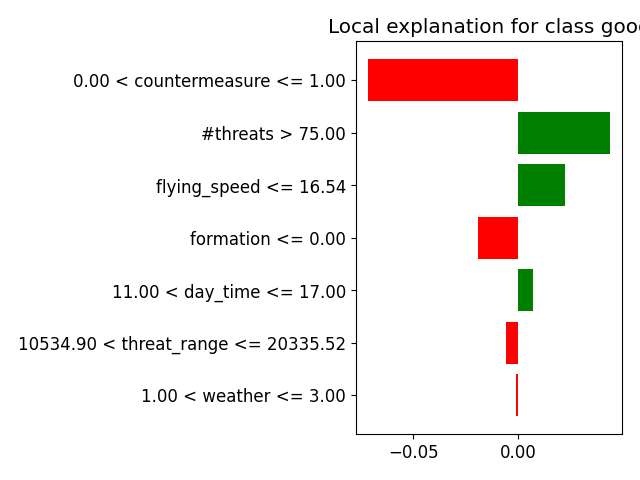 Local explanation for class goo
0.00 < countermeasure <= 1.00
#threats > 75.00
flying_speed <= 16.54
formation <= 0.00
11.00 < day_time <= 17.00
10534.90 < threat_range <= 20335.52
1.00 < weather <= 3.00
−0.05 0.00